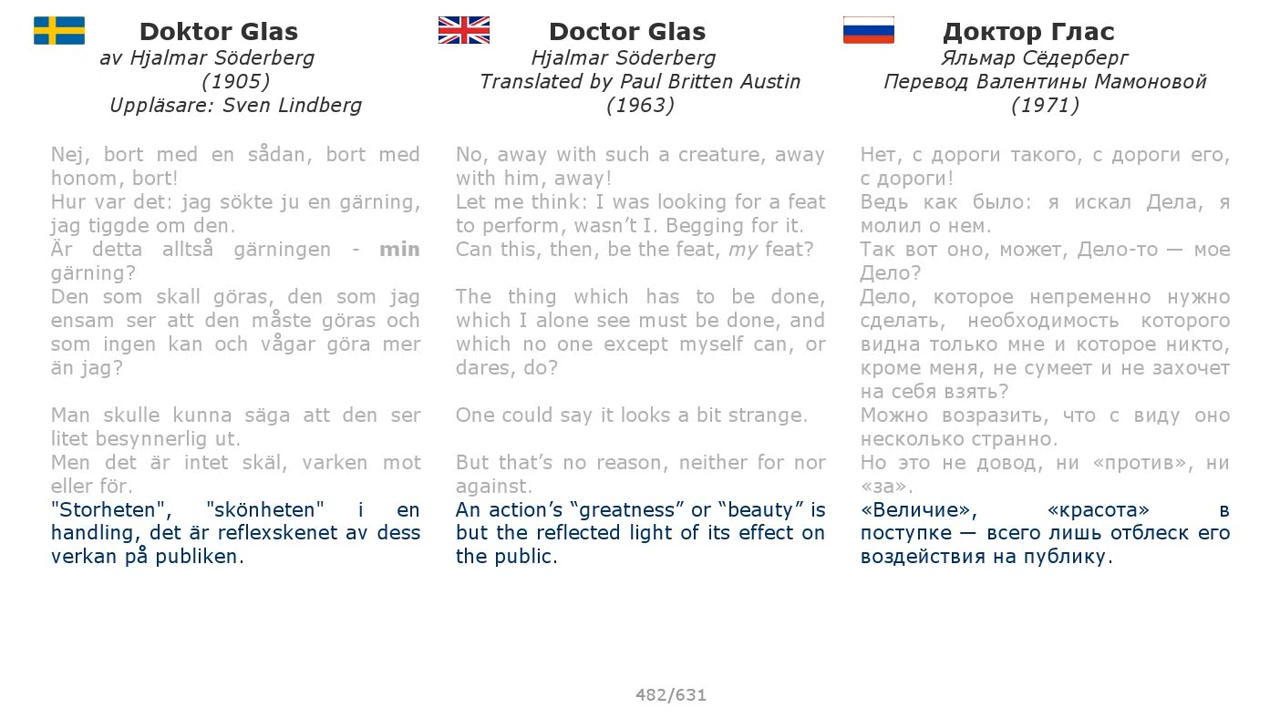 Doktor Glas
av Hjalmar Söderberg
(1905)
Uppläsare: Sven Lindberg
Nej, bort med en sådan, bort med
honom, bort!
Hur var det: jag sökte ju en gärning,
jag tiggde om den.
Är detta alltså gärningen - min
gärning?
Den som skall göras, den som jag
ensam ser att den måste göras och
som ingen kan och vågar göra mer
än jag?
Man skulle kunna säga att den ser
litet besynnerlig ut.
Men det är intet skäl, varken mot
eller för.
"Storheten", "skönheten" i en
handling, det är reflexskenet av dess
verkan på publiken.
Doctor Glas
Hjalmar Söderberg
Translated by Paul Britten Austin
(1963)
No, away with such a creature, away
with him, away!
Let me think: I was looking for a feat
to perform, wasn’t I. Begging for it.
Can this, then, be the feat, my feat?
The thing which has to be done,
which I alone see must be done, and
which no one except myself can, or
dares, do?
One could say it looks a bit strange.
But that’s no reason, neither for nor
against.
An action’s “greatness” or “beauty” is
but the reflected light of its effect on
the public.
Доктор Глас
Яльмар Сёдерберг
Перевод Валентины Мамоновой
(1971)
Нет, с дороги такого, с дороги его,
с дороги!
Ведь как было: я искал Дела, я
молил о нем.
Так вот оно, может, Дело-то — мое
Дело?
Дело, которое непременно нужно
сделать, необходимость которого
видна только мне и которое никто,
кроме меня, не сумеет и не захочет
на себя взять?
Можно возразить, что с виду оно
несколько странно.
Но это не довод, ни «против», ни
«за».
«Величие», «красота» в
поступке — всего лишь отблеск его
воздействия на публику.
482/631